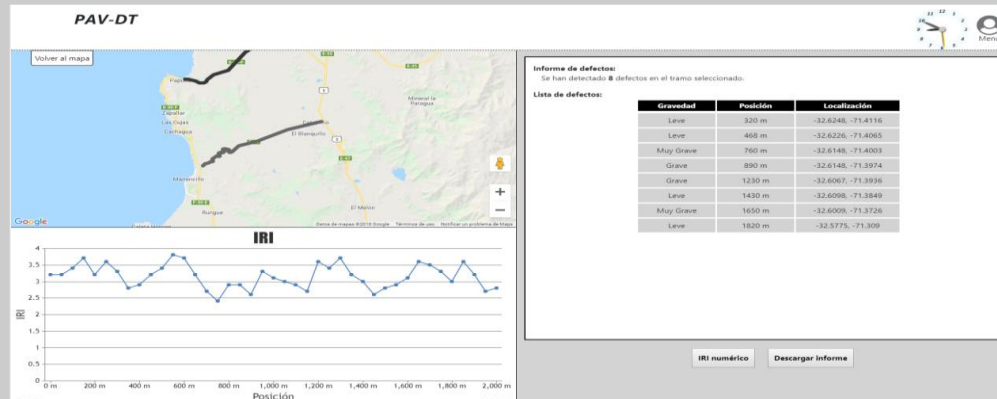 PAV-DT
12
11
10
Menú
Volver al mapa
Zapallar
Las Cujas
Cachagua
El Blanquillo
Mineral la
Paragua
Maitencillo
Rungue
El Melón
Google
Datos de mapas ©2018 Google Términos de uso Notificar un problema de Maps
Informe de defectos:
Se han detectado 8 defectos en el tramo seleccionado.
Lista de defectos:
Gravedad Posición Localización
Leve 320 m -32.6248, -71.4116
Leve 468 m -32.6226, -71.4065
Muy Grave 760 m -32.6148, -71.4003
Grave 890 m -32.6148, -71.3974
Grave 1230 m -32.6067, -71.3936
Leve 1430 m -32.6098, -71.3849
Muy Grave 1650 m -32.6009, -71.3726
Leve 1820 m -32.5775, -71.309
IRI numérico Descargar informe
IRI
4
3.5
3
2.5
2
1.5
1
0.5
0
IRI
0 m 200 m 400 m 600 m 800 m 1,000 m 1,200 m 1,400 m 1,600 m 1,800 m 2,000 m
Posición